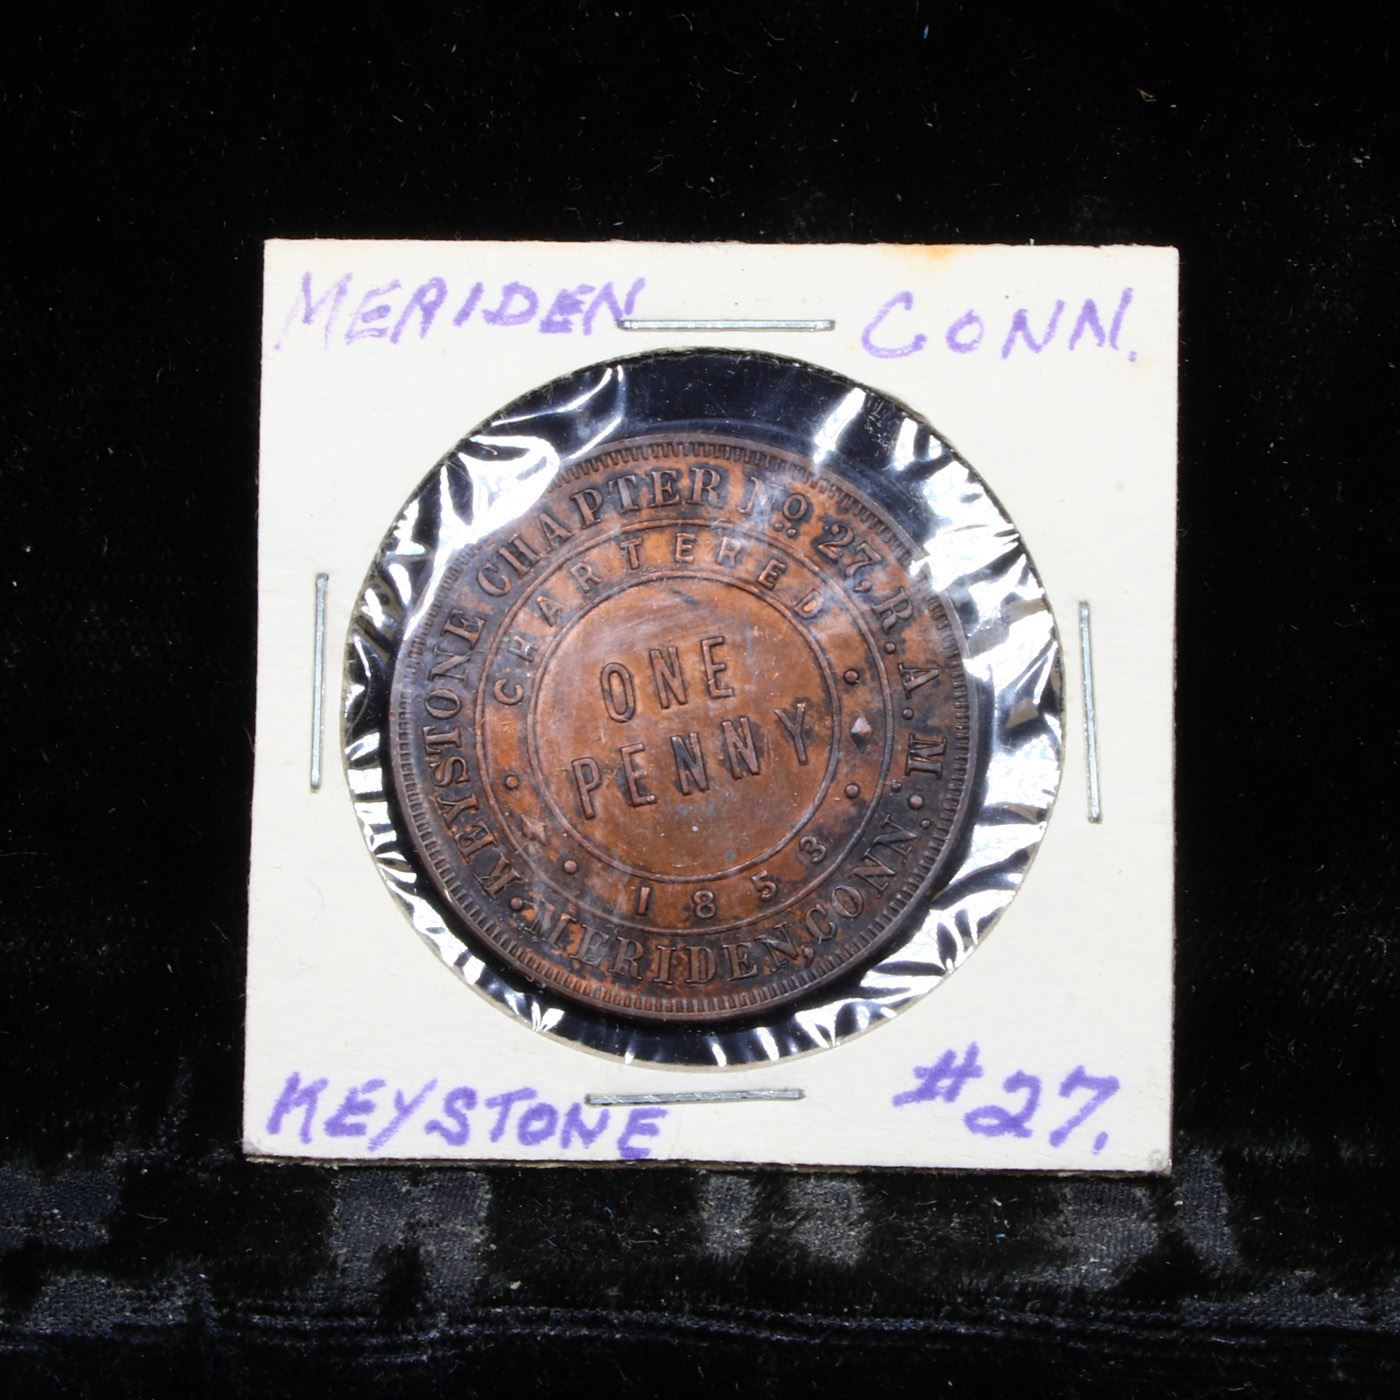 MERIDEN CONN.
KEYSTONE CHAPTER No. 27, R.A.M.
CHARTERED
ONE
PENNY
1853
MERIDEN, CONN.
KEYSTONE #27.